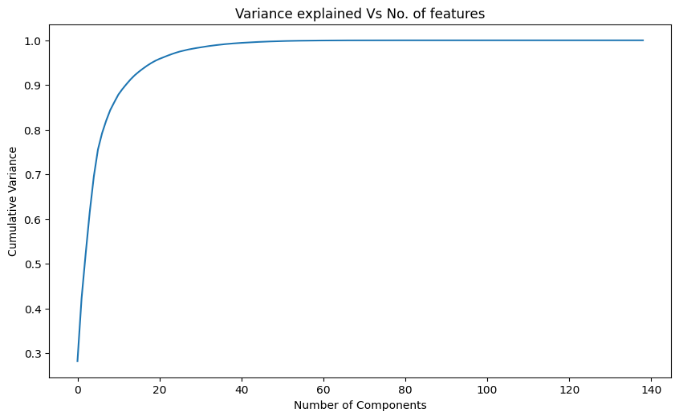 Variance explained Vs No. of features
1.0
0.9
0.8
0.7
0.6
0.5
0.4
0.3
Cumulative Variance
0 20 40 60 80 100 120 140
Number of Components